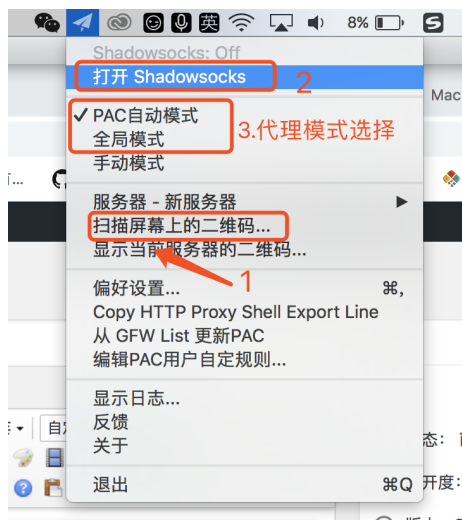 英 8%
Shadowsocks: Off
打开 Shadowsocks
2
Mac
PAC自动模式
全局模式
3.代理模式选择
手动模式
服务器 - 新服务器
扫描屏幕上的二维码...
显示当前服务器的二维码...
1
偏好设置... ⌘,
Copy HTTP Proxy Shell Export Line
从 GFW List 更新PAC
编辑PAC用户自定规则...
显示日志...
反馈
关于
态:
退出 ⌘Q
开度: